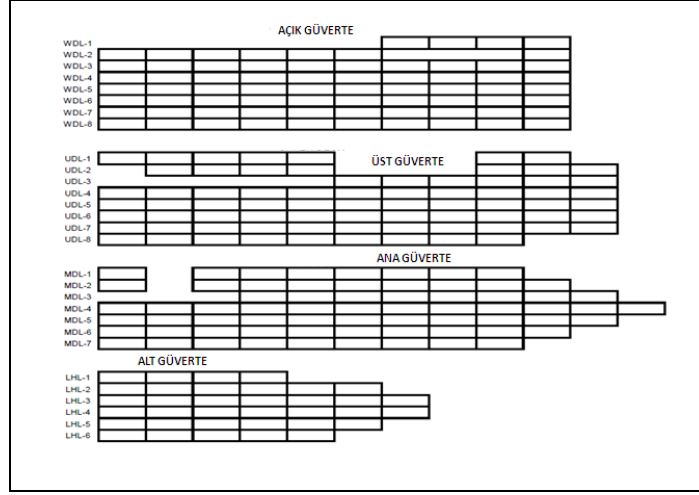 AÇIK GÜVERTE
WDL-1
WDL-2
WDL-3
WDL-4
WDL-5
WDL-6
WDL-7
WDL-8
UDL-1
ÜST GÜVERTE
UDL-2
UDL-3
UDL-4
UDL-5
UDL-6
UDL-7
UDL-8
ANA GÜVERTE
MDL-1
MDL-2
MDL-3
MDL-4
MDL-5
MDL-6
MDL-7
ALT GÜVERTE
LHL-1
LHL-2
LHL-3
LHL-4
LHL-5
LHL-6